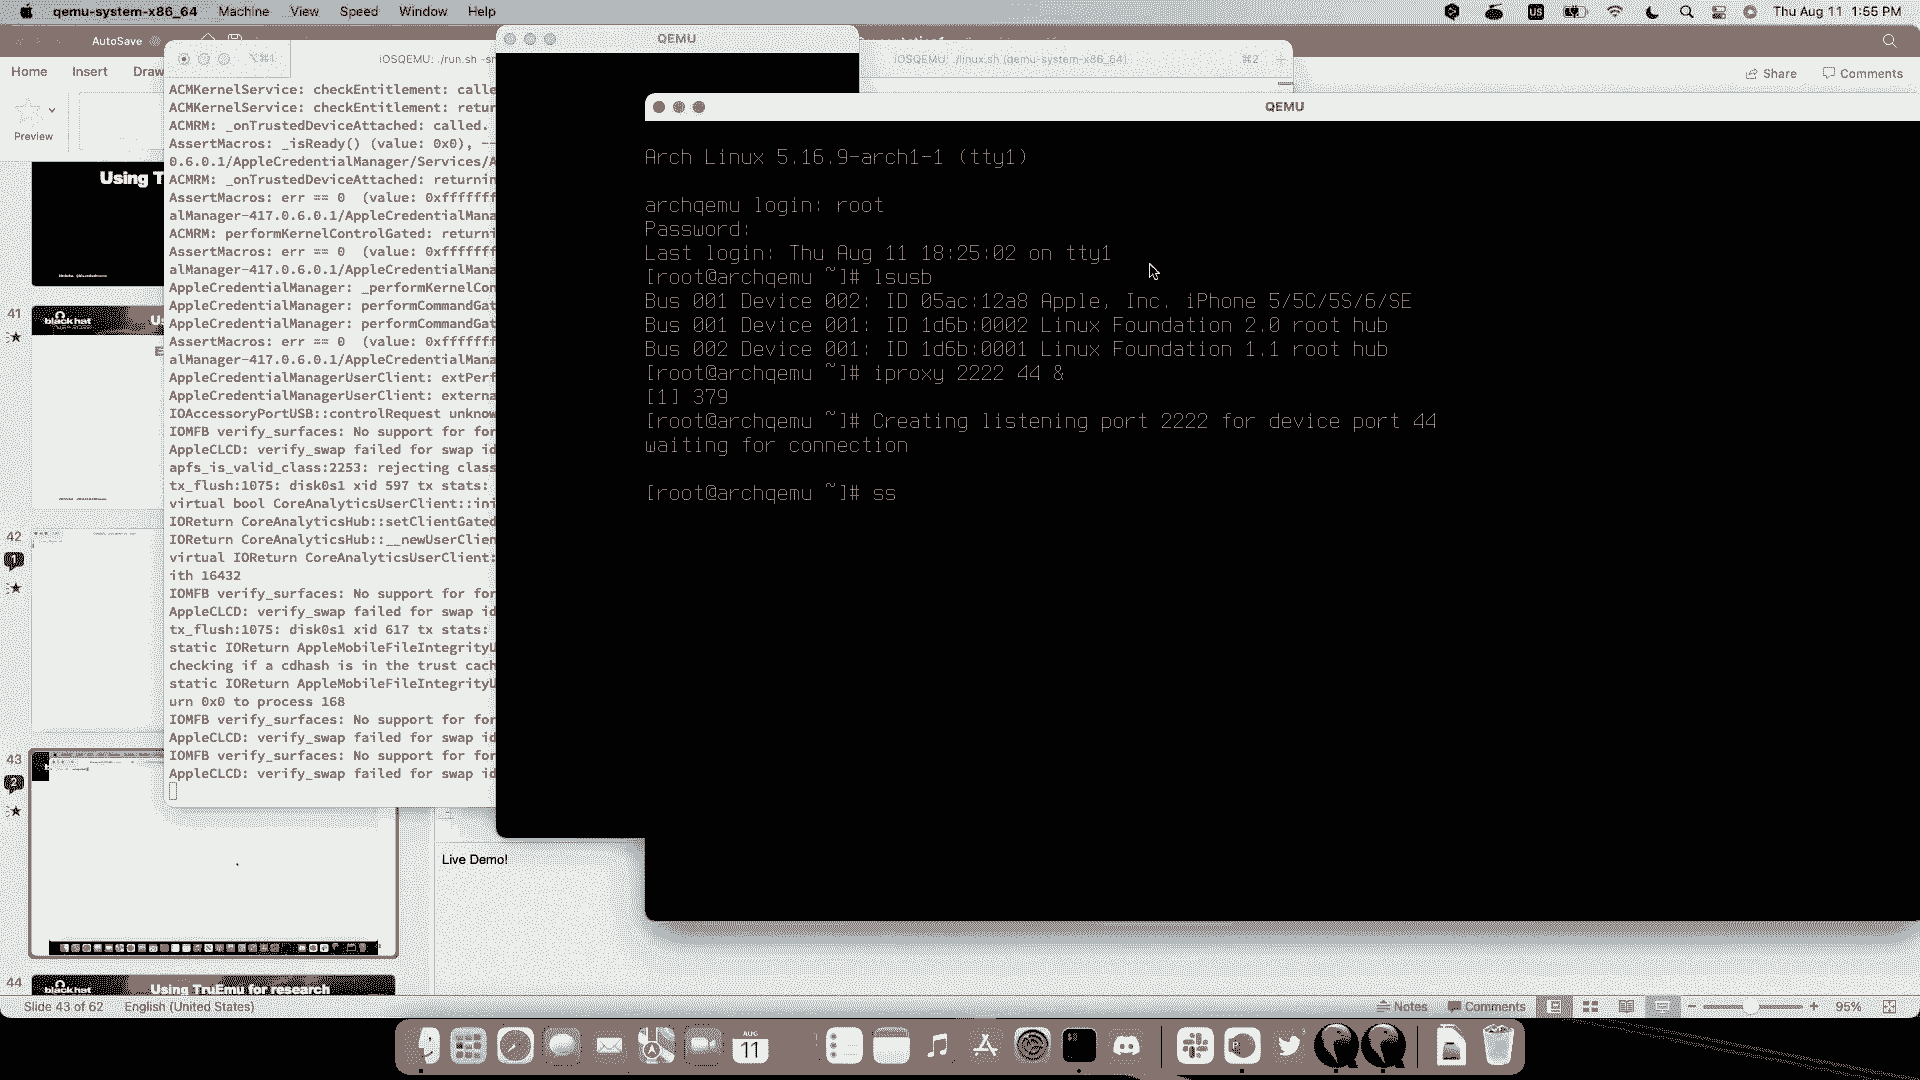 qemu-system-x86_64 Machine View Speed Window Help
US
Thu Aug 11 1:55 PM
AutoSave
Home Insert Draw
Share Comments
Preview
iOSQEMU: ./run.sh
iOSQEMU: ./linux.sh (qemu-system-x86_64)
⌥⌘1
⌘2
ACMKernelService: checkEntitlement: calle
ACMKernelService: checkEntitlement: retur
ACMRM: _onTrustedDeviceAttached: called.
AssertMacros: _isReady() (value: 0x0),
0.6.0.1/AppleCredentialManager/Services/A
ACMRM: _onTrustedDeviceAttached: returnin
AssertMacros: err == 0  (value: 0xfffffff
alManager-417.0.6.0.1/AppleCredentialMana
ACMRM: performKernelControlGated: returni
AssertMacros: err == 0  (value: 0xfffffff
alManager-417.0.6.0.1/AppleCredentialMana
AppleCredentialManager: _performKernelCon
AppleCredentialManager: performCommandGat
AppleCredentialManager: performCommandGat
AssertMacros: err == 0  (value: 0xfffffff
alManager-417.0.6.0.1/AppleCredentialMana
AppleCredentialManagerUserClient: extPerf
AppleCredentialManagerUserClient: externa
IOAccessoryPortUSB::controlRequest unknow
IOMFB verify_surfaces: No support for for
AppleCLCD: verify_swap failed for swap id
apfs_is_valid_class:2253: rejecting class
tx_flush:1075: disk0s1 xid 597 tx stats:
virtual bool CoreAnalyticsUserClient::ini
IOReturn CoreAnalyticsHub::setClientGated
IOReturn CoreAnalyticsHub::__newUserClien
virtual IOReturn CoreAnalyticsUserClient:
ith 16432
IOMFB verify_surfaces: No support for for
AppleCLCD: verify_swap failed for swap id
tx_flush:1075: disk0s1 xid 617 tx stats:
static IOReturn AppleMobileFileIntegrityU
checking if a cdhash is in the trust cach
static IOReturn AppleMobileFileIntegrityU
urn 0x0 to process 168
IOMFB verify_surfaces: No support for for
AppleCLCD: verify_swap failed for swap id
IOMFB verify_surfaces: No support for for
AppleCLCD: verify_swap failed for swap id
QEMU
QEMU
Arch Linux 5.16.9-arch1-1 (tty1)
archqemu login: root
Password:
Last login: Thu Aug 11 18:25:02 on tty1
[root@archqemu ~]# lsusb
Bus 001 Device 002: ID 05ac:12a8 Apple, Inc. iPhone 5/5C/5S/6/SE
Bus 001 Device 001: ID 1d6b:0002 Linux Foundation 2.0 root hub
Bus 002 Device 001: ID 1d6b:0001 Linux Foundation 1.1 root hub
[root@archqemu ~]# iproxy 2222 44 &
[1] 379
[root@archqemu ~]# Creating listening port 2222 for device port 44
waiting for connection
[root@archqemu ~]# ss
Using T
41
black hat
Us
42
1
43
2
44
black hat
Using TruEmu for research
Live Demo!
Slide 43 of 62 English (United States)
Notes Comments
95%
AUG
11